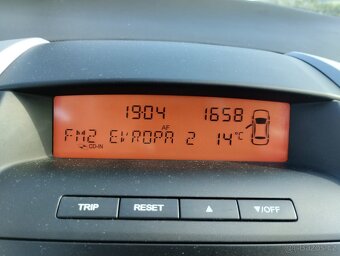 1904 1658
AF
FM2 EVROPA 2 14°C
CD-IN
TRIP RESET ▲ ▼/OFF